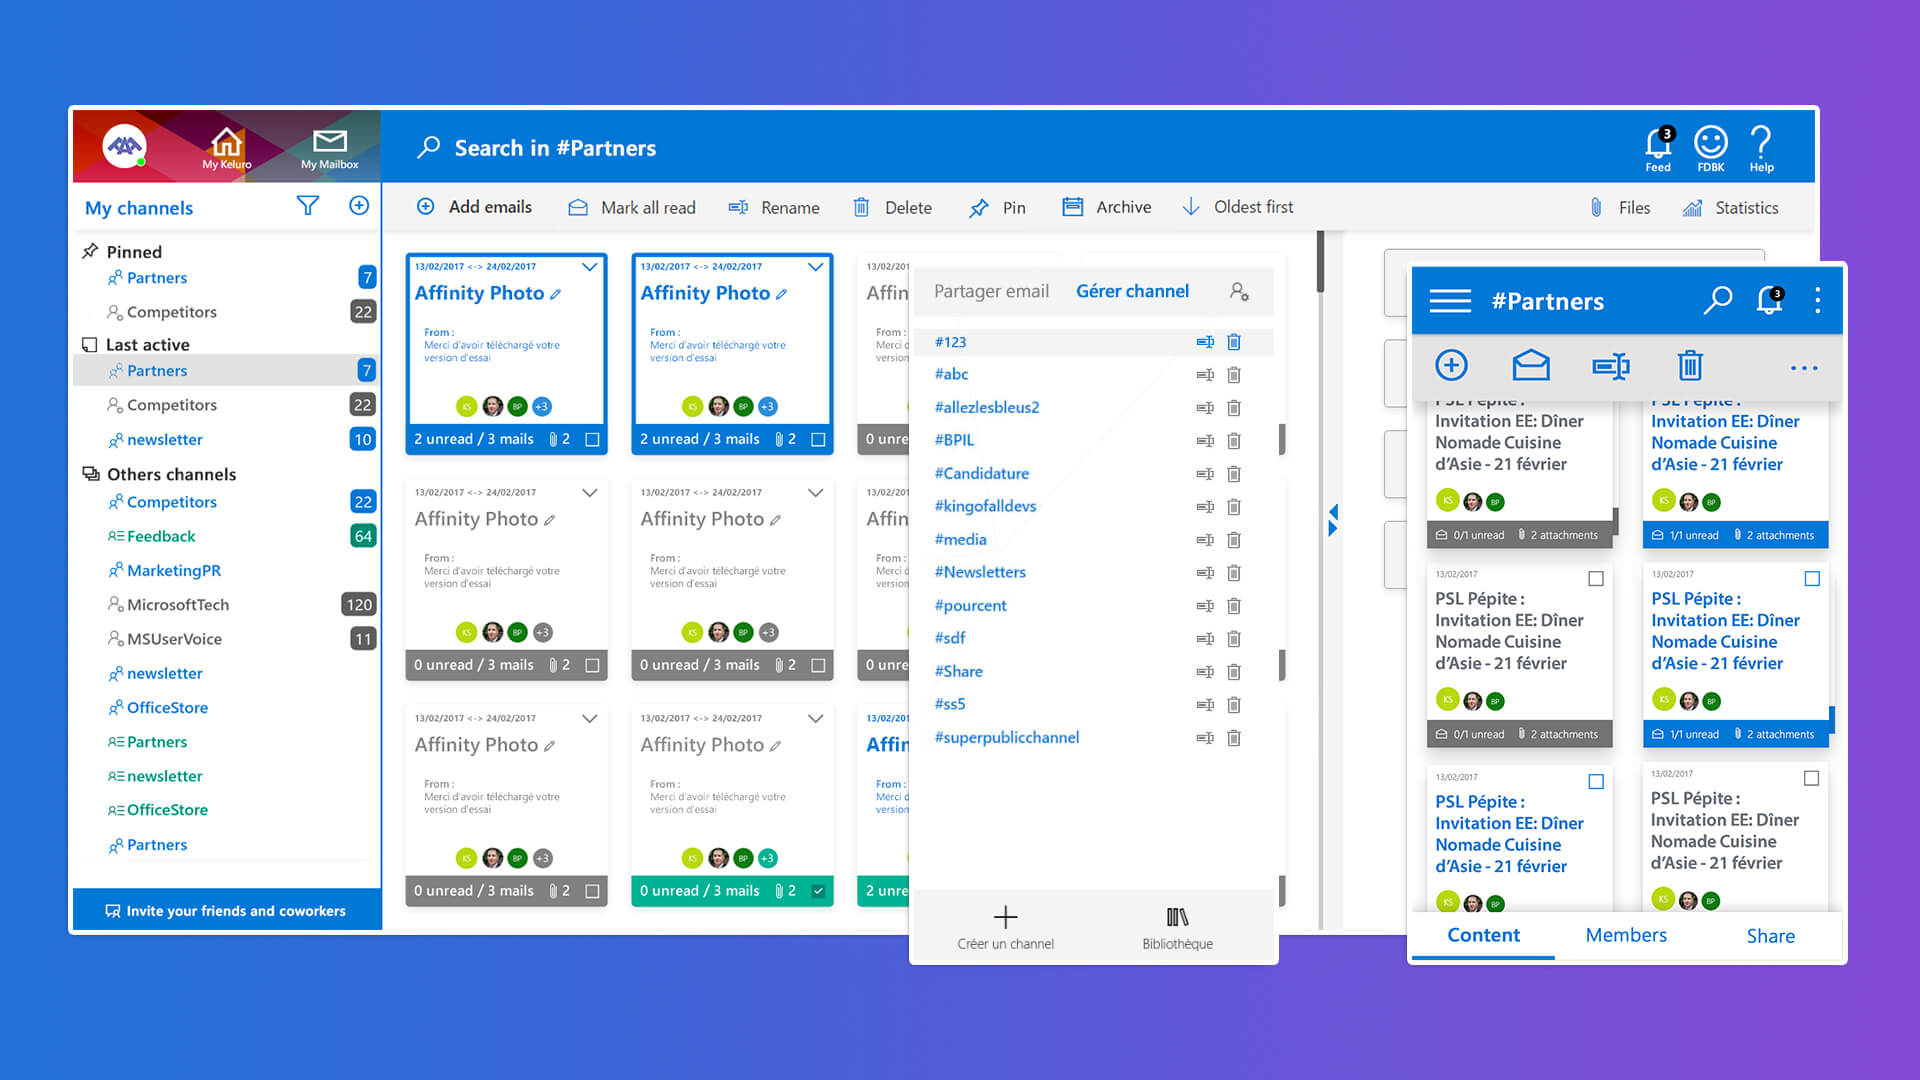 My Keluro
My Mailbox
Search in #Partners
3
Feed
FDBK
Help
My channels
Add emails
Mark all read
Rename
Delete
Pin
Archive
Oldest first
Files
Statistics
Pinned
Partners 7
Competitors 22
Last active
Partners 7
Competitors 22
newsletter 10
Others channels
Competitors 22
Feedback 64
MarketingPR
MicrosoftTech 120
MSUserVoice 11
newsletter
OfficeStore
Partners
newsletter
OfficeStore
Partners
Invite your friends and coworkers
13/02/2017 <-> 24/02/2017
Affinity Photo
From :
Merci d'avoir téléchargé votre
version d'essai
KS BP +3
2 unread / 3 mails 2
13/02/2017 <-> 24/02/2017
Affinity Photo
From :
Merci d'avoir téléchargé votre
version d'essai
KS BP +3
2 unread / 3 mails 2
13/02/201
Affin
From :
Merci d
version
0 unre
13/02/2017 <-> 24/02/2017
Affinity Photo
From :
Merci d'avoir téléchargé votre
version d'essai
KS BP +3
0 unread / 3 mails 2
13/02/2017 <-> 24/02/2017
Affinity Photo
From :
Merci d'avoir téléchargé votre
version d'essai
KS BP +3
0 unread / 3 mails 2
13/02/201
Affin
From :
Merci d
version
0 unre
13/02/2017 <-> 24/02/2017
Affinity Photo
From :
Merci d'avoir téléchargé votre
version d'essai
KS BP +3
0 unread / 3 mails 2
13/02/2017 <-> 24/02/2017
Affinity Photo
From :
Merci d'avoir téléchargé votre
version d'essai
KS BP +3
0 unread / 3 mails 2
13/02/201
Affin
From :
Merci d
version
2 unre
Partager email
Gérer channel
#123
#abc
#allezlesbleus2
#BPIL
#Candidature
#kingofalldevs
#media
#Newsletters
#pourcent
#sdf
#Share
#ss5
#superpublicchannel
Créer un channel
Bibliothèque
#Partners
3
PSL Pépite :
Invitation EE: Dîner
Nomade Cuisine
d'Asie - 21 février
KS BP
0/1 unread 2 attachments
PSL Pépite :
Invitation EE: Dîner
Nomade Cuisine
d'Asie - 21 février
KS BP
1/1 unread 2 attachments
13/02/2017
PSL Pépite :
Invitation EE: Dîner
Nomade Cuisine
d'Asie - 21 février
KS BP
0/1 unread 2 attachments
13/02/2017
PSL Pépite :
Invitation EE: Dîner
Nomade Cuisine
d'Asie - 21 février
KS BP
1/1 unread 2 attachments
13/02/2017
PSL Pépite :
Invitation EE: Dîner
Nomade Cuisine
d'Asie - 21 février
KS BP
13/02/2017
PSL Pépite :
Invitation EE: Dîner
Nomade Cuisine
d'Asie - 21 février
KS BP
Content
Members
Share